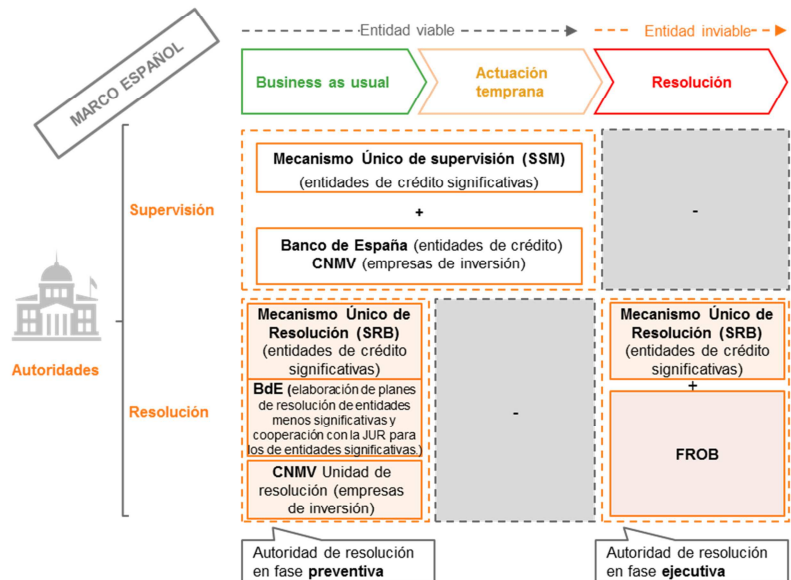 MARCO ESPAÑOL
Entidad viable
Entidad inviable
Business as usual
Actuación
temprana
Resolución
Autoridades
Supervisión
Mecanismo Único de supervisión (SSM)
(entidades de crédito significativas)
+
Banco de España (entidades de crédito)
CNMV (empresas de inversión)
-
Resolución
Mecanismo Único de
Resolución (SRB)
(entidades de crédito
significativas)
BdE (elaboración de planes
de resolución de entidades
menos significativas y
cooperación con la JUR para
los de entidades significativas.)
CNMV Unidad de
resolución (empresas
de inversión)
-
Mecanismo Único de
Resolución (SRB)
(entidades de crédito
significativas)
+
FROB
Autoridad de resolución
en fase preventiva
Autoridad de resolución
en fase ejecutiva